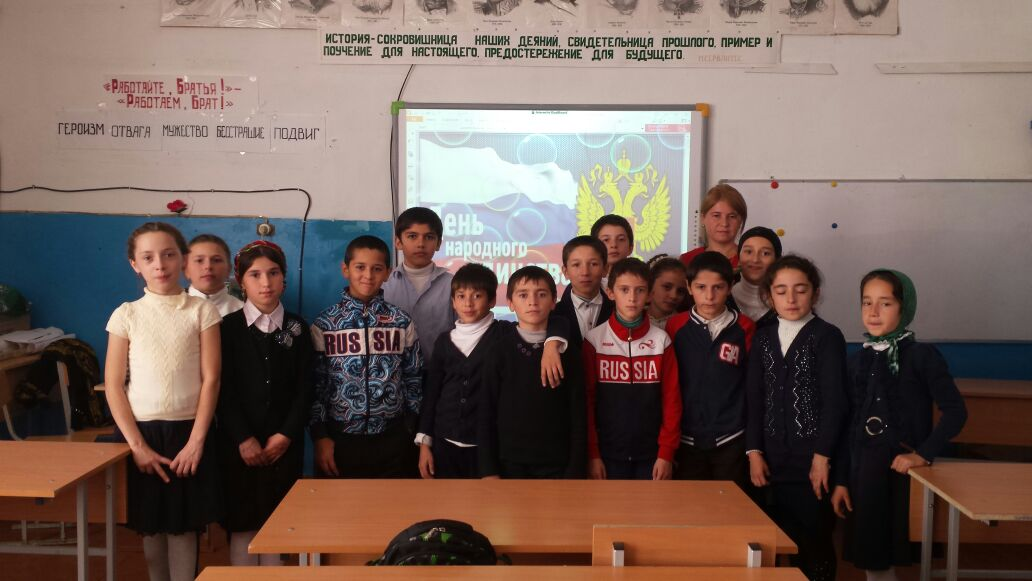 ИСТОРИЯ-СОКРОВИЩНИЦА НАШИХ ДЕЯНИЙ, СВИДЕТЕЛЬНИЦА ПРОШЛОГО, ПРИМЕР И
ПОУЧЕНИЕ ДЛЯ НАСТОЯЩЕГО, ПРЕДОСТЕРЕЖЕНИЕ ДЛЯ БУДУЩЕГО.
«РАБОТАЙТЕ, БРАТЬЯ!»-
«РАБОТАЕМ, БРАТ!»
ГЕРОИЗМ ОТВАГА МУЖЕСТВО БЕССТРАШИЕ ПОДВИГ
День
народного
RUSSIA
RUSSIA
GA